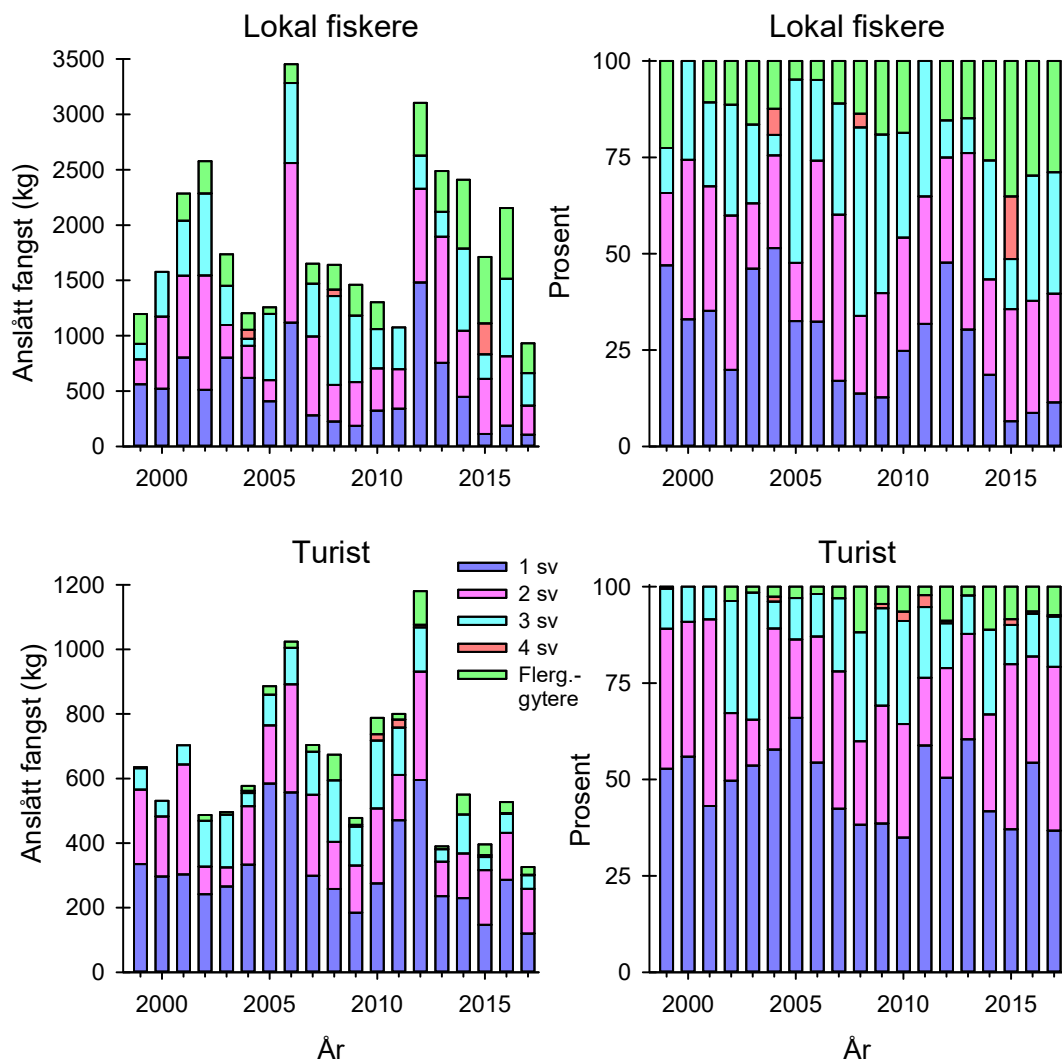 Lokal fiskere
Anslått fangst (kg)
3500
3000
2500
2000
1500
1000
500
0
2000
2005
2010
2015
Lokal fiskere
Prosent
100
75
50
25
0
2000
2005
2010
2015
Turist
Anslått fangst (kg)
1200
1000
800
600
400
200
0
2000
2005
2010
2015
År
1 sv
2 sv
3 sv
4 sv
Flerg.-
gytere
Turist
Prosent
100
75
50
25
0
2000
2005
2010
2015
År